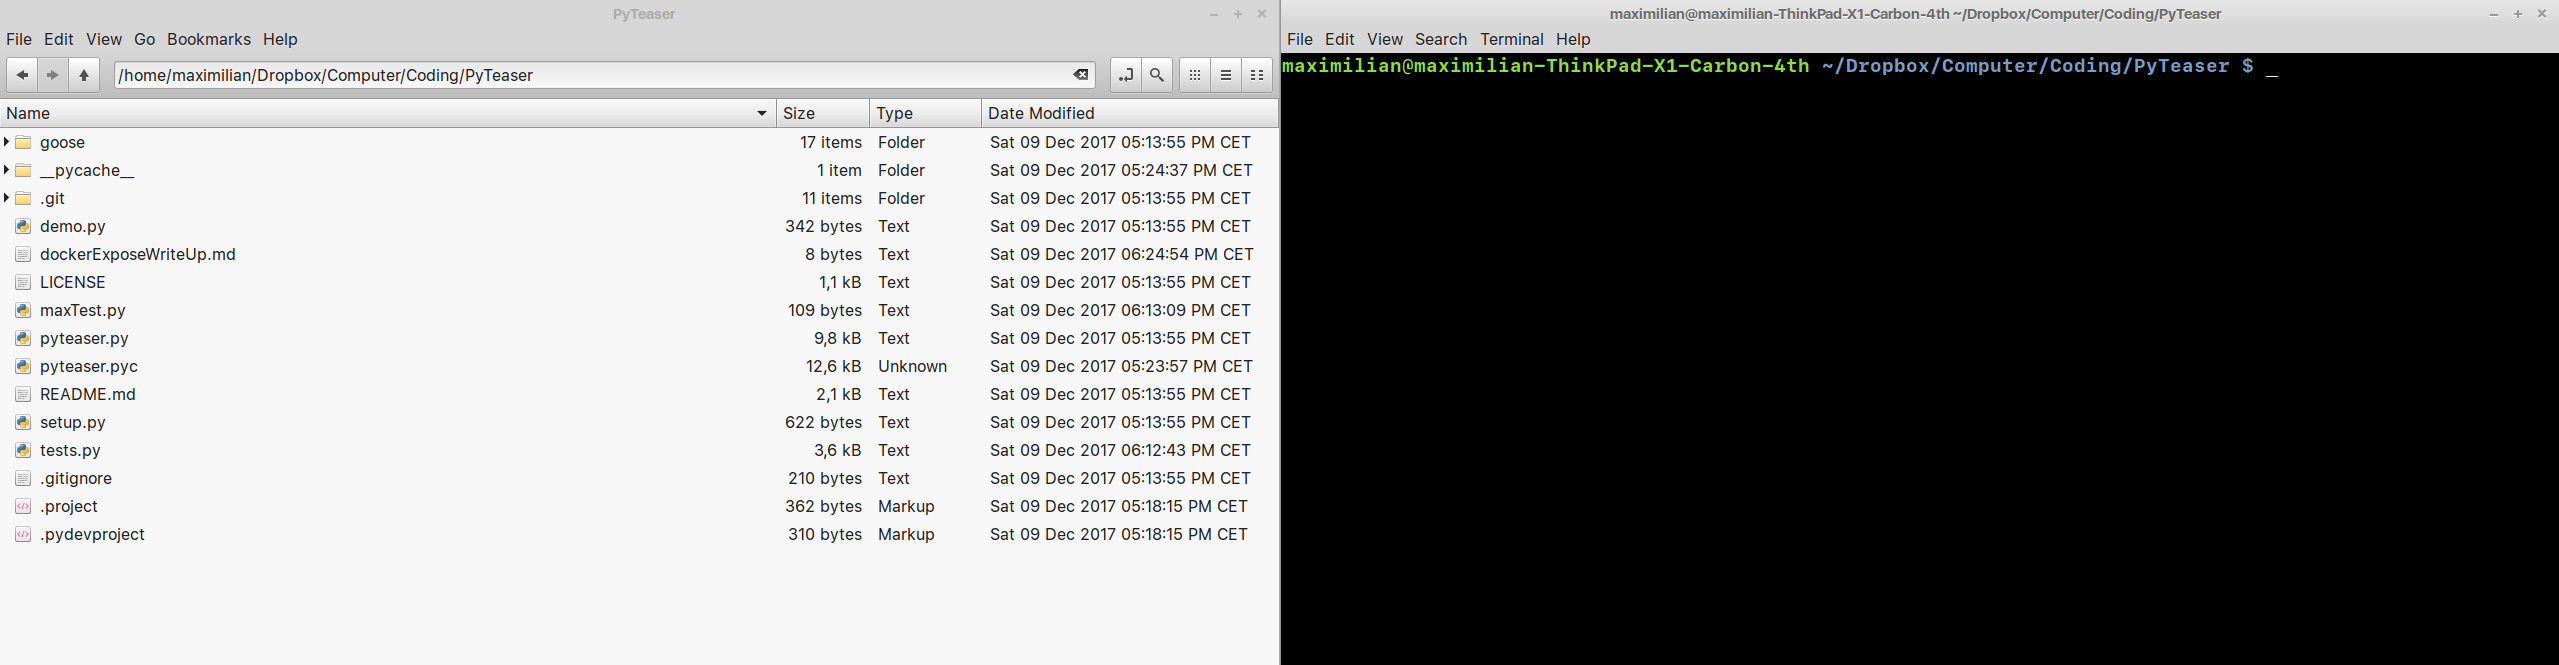 PyTeaser
File Edit View Go Bookmarks Help
/home/maximilian/Dropbox/Computer/Coding/PyTeaser
Name Size Type Date Modified
goose 17 items Folder Sat 09 Dec 2017 05:13:55 PM CET
__pycache__ 1 item Folder Sat 09 Dec 2017 05:24:37 PM CET
.git 11 items Folder Sat 09 Dec 2017 05:13:55 PM CET
demo.py 342 bytes Text Sat 09 Dec 2017 05:13:55 PM CET
dockerExposeWriteUp.md 8 bytes Text Sat 09 Dec 2017 06:24:54 PM CET
LICENSE 1,1 kB Text Sat 09 Dec 2017 05:13:55 PM CET
maxTest.py 109 bytes Text Sat 09 Dec 2017 06:13:09 PM CET
pyteaser.py 9,8 kB Text Sat 09 Dec 2017 05:13:55 PM CET
pyteaser.pyc 12,6 kB Unknown Sat 09 Dec 2017 05:23:57 PM CET
README.md 2,1 kB Text Sat 09 Dec 2017 05:13:55 PM CET
setup.py 622 bytes Text Sat 09 Dec 2017 05:13:55 PM CET
tests.py 3,6 kB Text Sat 09 Dec 2017 06:12:43 PM CET
.gitignore 210 bytes Text Sat 09 Dec 2017 05:13:55 PM CET
.project 362 bytes Markup Sat 09 Dec 2017 05:18:15 PM CET
.pydevproject 310 bytes Markup Sat 09 Dec 2017 05:18:15 PM CET
maximilian@maximilian-ThinkPad-X1-Carbon-4th ~/Dropbox/Computer/Coding/PyTeaser
File Edit View Search Terminal Help
maximilian@maximilian-ThinkPad-X1-Carbon-4th ~/Dropbox/Computer/Coding/PyTeaser $ _